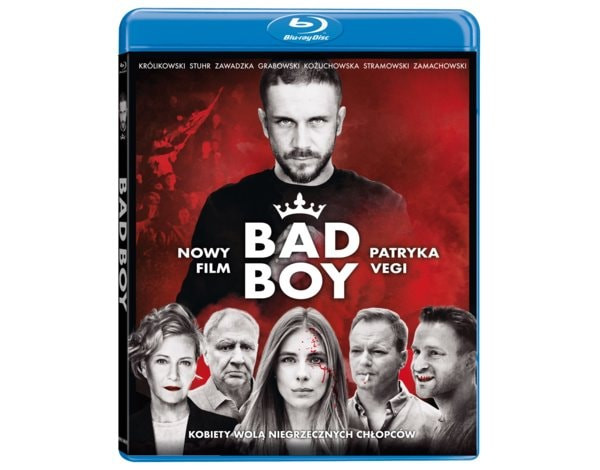 Blu-ray Disc
KRÓLIKOWSKI STUHR ZAWADZKA GRABOWSKI KOŻUCHOWSKA STRAMOWSKI ZAMACHOWSKI
NOWY FILM
BAD BOY
PATRYKA VEGI
KOBIETY WOLĄ NIEGRZECZNYCH CHŁOPCÓW
BAD BOY